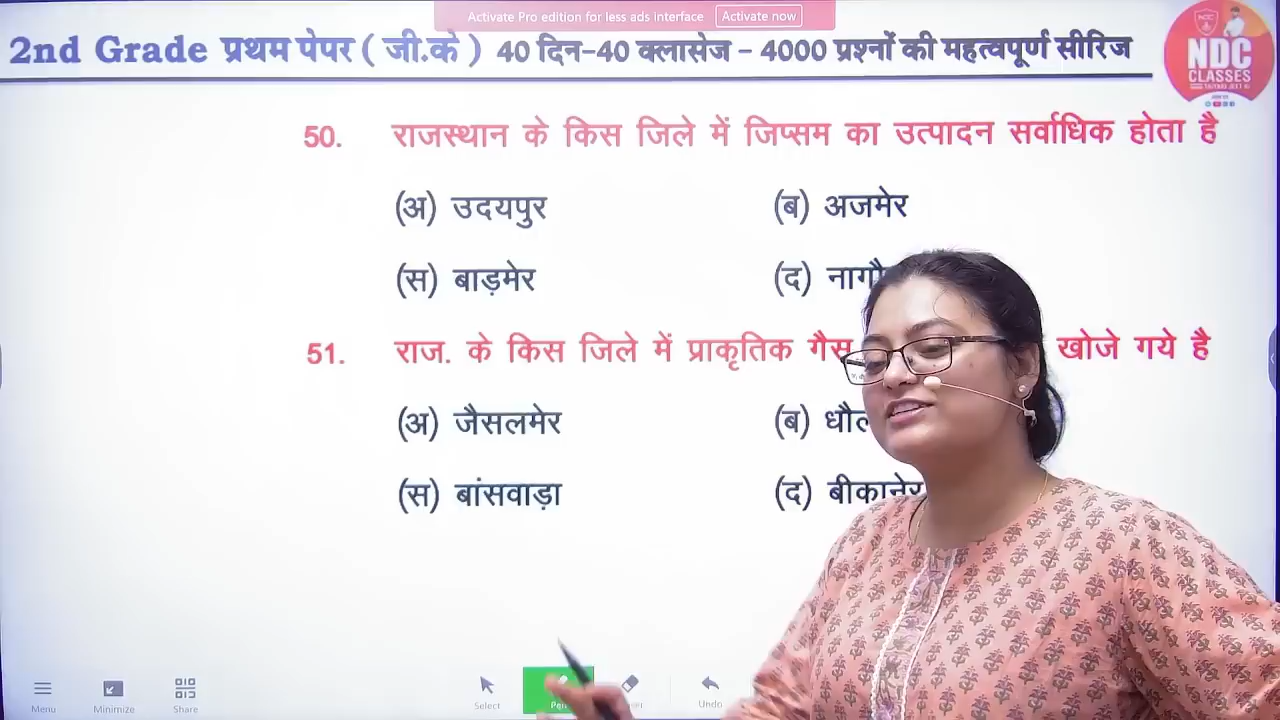 Activate Pro edition for less ads interface Activate now
2nd Grade प्रथम पेपर ( जी.के ) 40 दिन-40 क्लासेज - 4000 प्रश्नों की महत्वपूर्ण सीरिज
NDC
CLASSES
50. राजस्थान के किस जिले में जिप्सम का उत्पादन सर्वाधिक होता है
(अ) उदयपुर (ब) अजमेर
(स) बाड़मेर (द)
51. राज. के किस जिले में प्राकृतिक गैस खोजे गये है
(अ) जैसलमेर (ब)
(स) बांसवाड़ा (द) बीकानेर
Menu Minimize Share Select Pen Undo